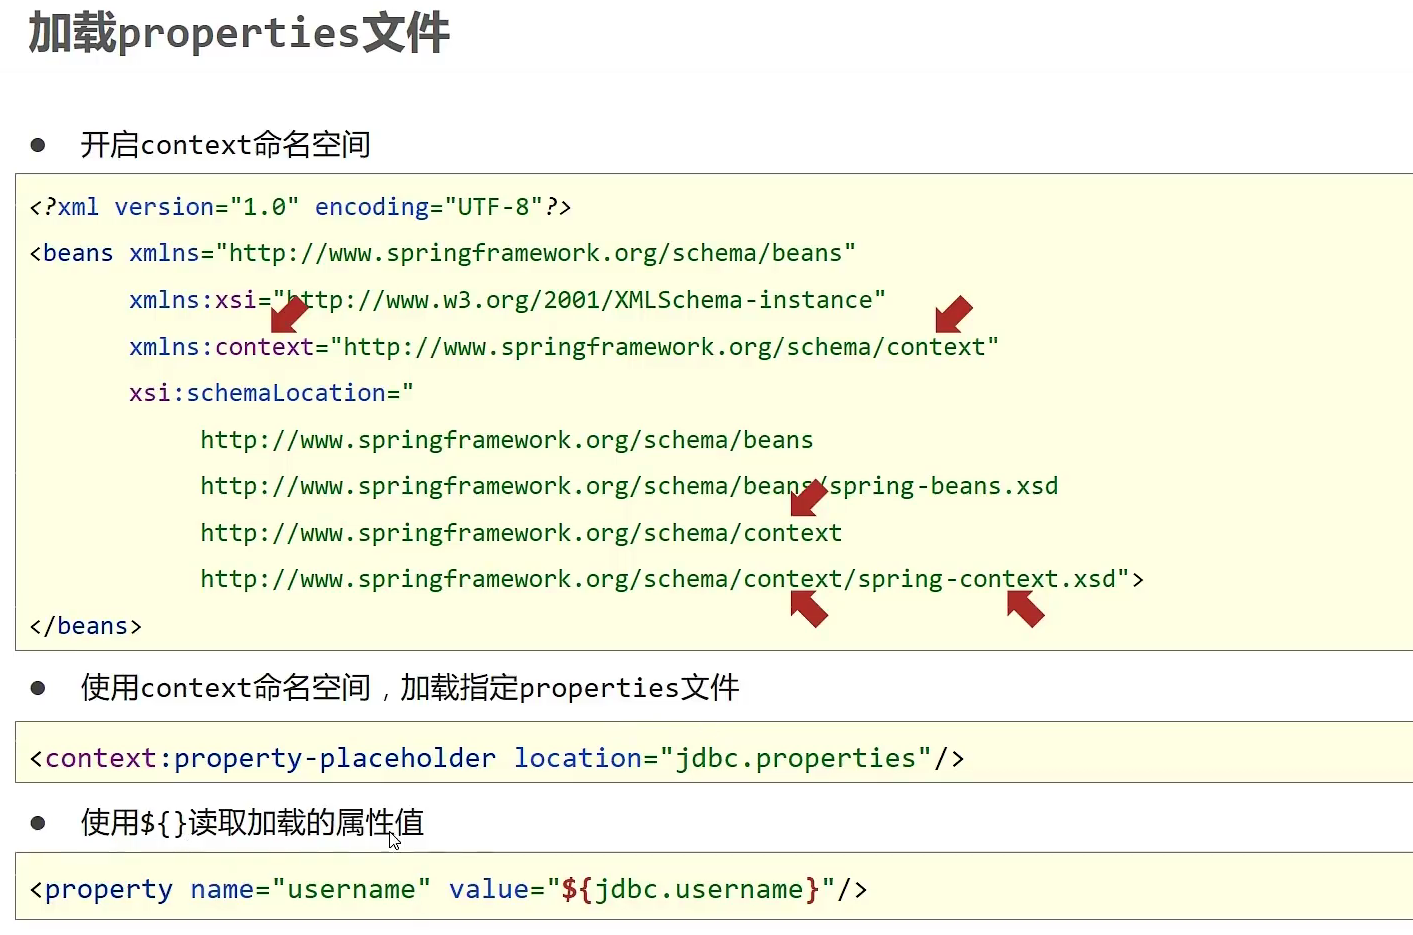 加载properties文件
● 开启context命名空间
<?xml version="1.0" encoding="UTF-8"?>
<beans xmlns="http://www.springframework.org/schema/beans"
xmlns:xsi="http://www.w3.org/2001/XMLSchema-instance"
xmlns:context="http://www.springframework.org/schema/context"
xsi:schemaLocation="
http://www.springframework.org/schema/beans
http://www.springframework.org/schema/beans/spring-beans.xsd
http://www.springframework.org/schema/context
http://www.springframework.org/schema/context/spring-context.xsd">
</beans>
● 使用context命名空间，加载指定properties文件
<context:property-placeholder location="jdbc.properties"/>
● 使用${}读取加载的属性值
<property name="username" value="${jdbc.username}"/>